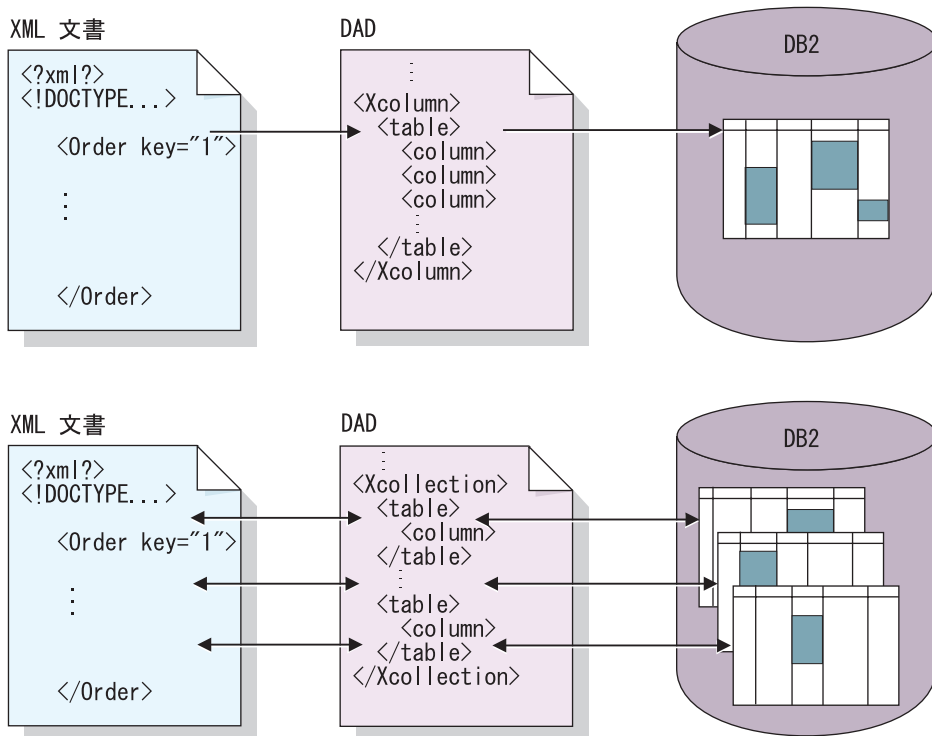 XML 文書
<?xml?>
<!DOCTYPE...>
<Order key="1">
⋮
</Order>
DAD
⋮
<Xcolumn>
<table>
<column>
<column>
<column>
⋮
</table>
</Xcolumn>
DB2
XML 文書
<?xml?>
<!DOCTYPE...>
<Order key="1">
⋮
</Order>
DAD
⋮
<Xcollection>
<table>
<column>
</table>
⋮
<table>
<column>
</table>
</Xcollection>
DB2